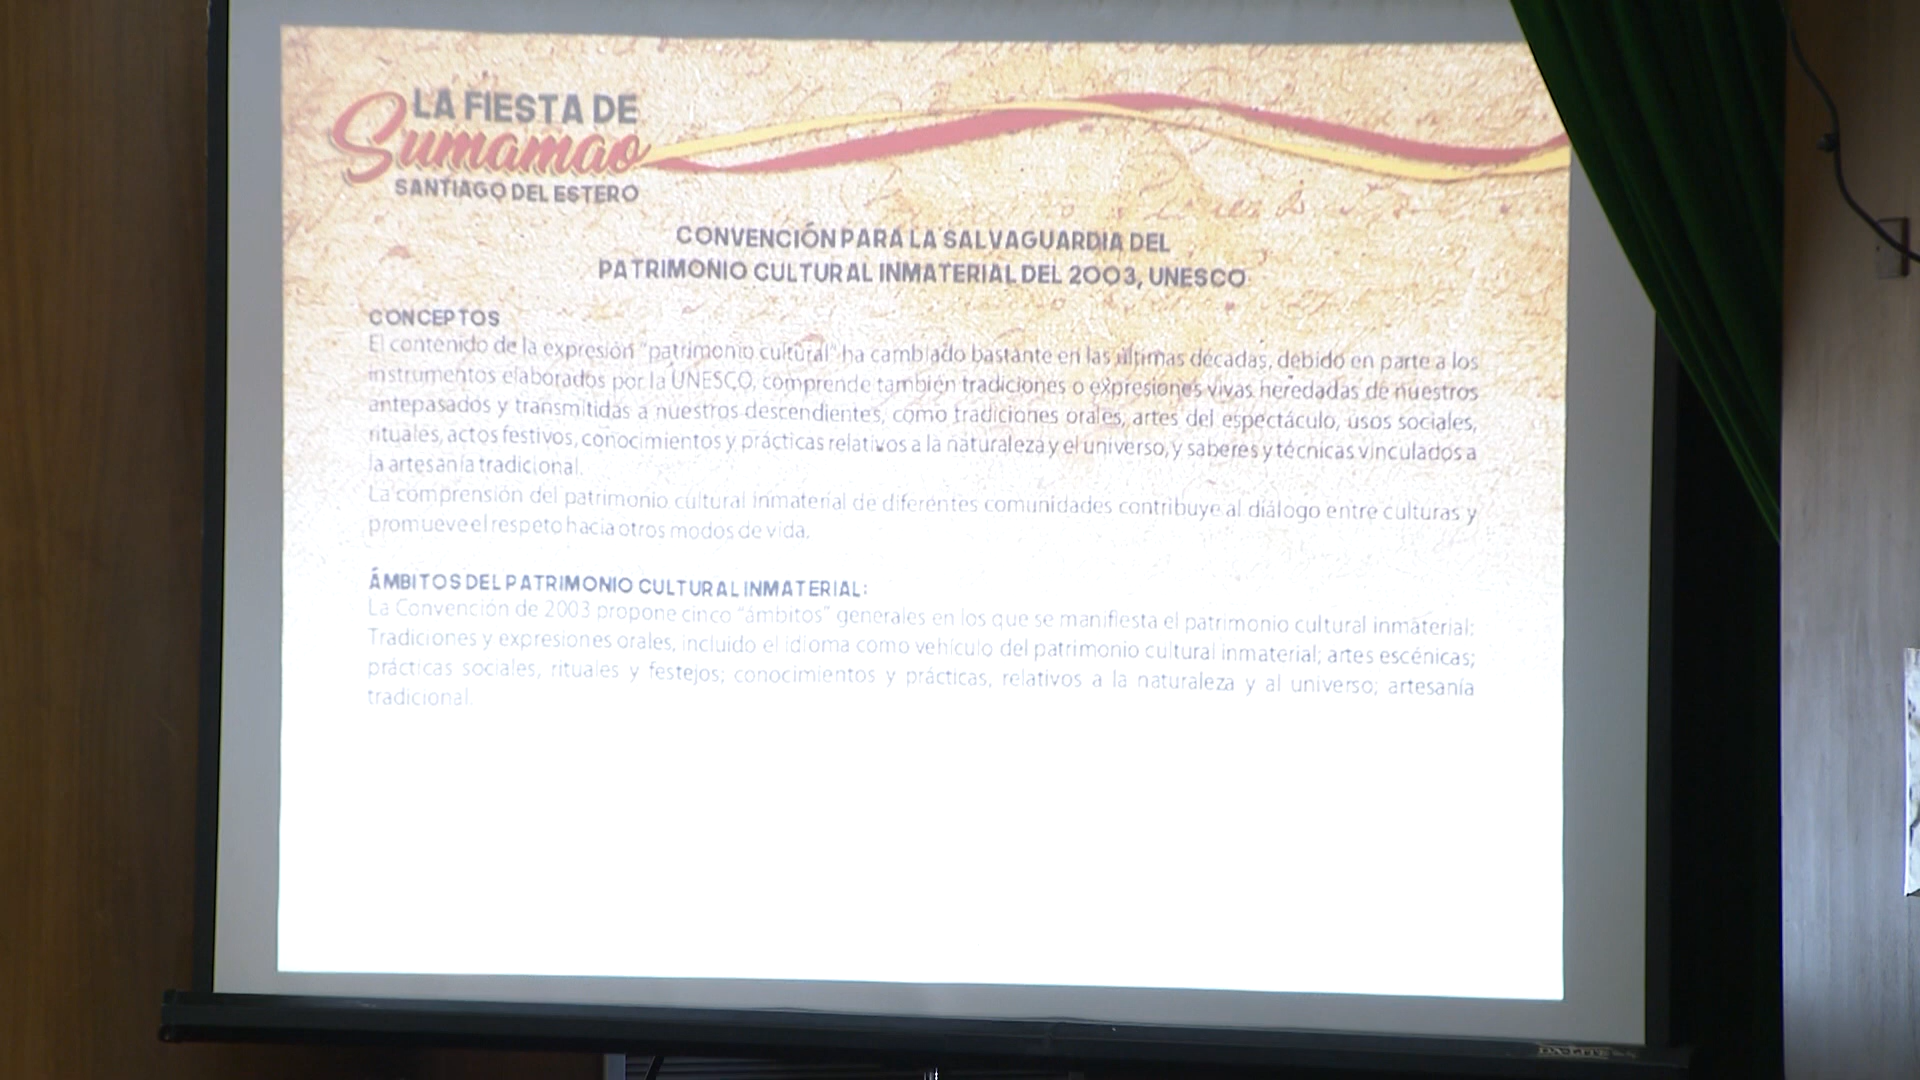 LA FIESTA DE
Sumamao
SANTIAGO DEL ESTERO
CONVENCIÓN PARA LA SALVAGUARDIA DEL
PATRIMONIO CULTURAL INMATERIAL DEL 2003, UNESCO
CONCEPTOS
El contenido de la expresión "patrimonio cultural" ha cambiado bastante en las últimas décadas, debido en parte a los
instrumentos elaborados por la UNESCO, comprende también tradiciones o expresiones vivas heredadas de nuestros
antepasados y transmitidas a nuestros descendientes, como tradiciones orales, artes del espectáculo, usos sociales,
rituales, actos festivos, conocimientos y prácticas relativos a la naturaleza y el universo, y saberes y técnicas vinculados a
la artesanía tradicional.
La comprensión del patrimonio cultural inmaterial de diferentes comunidades contribuye al diálogo entre culturas y
promueve el respeto hacia otros modos de vida.
ÁMBITOS DEL PATRIMONIO CULTURAL INMATERIAL:
La Convención de 2003 propone cinco "ámbitos" generales en los que se manifiesta el patrimonio cultural inmaterial:
Tradiciones y expresiones orales, incluido el idioma como vehículo del patrimonio cultural inmaterial; artes escénicas;
prácticas sociales, rituales y festejos; conocimientos y prácticas, relativos a la naturaleza y al universo; artesanía
tradicional.
DA-LITE